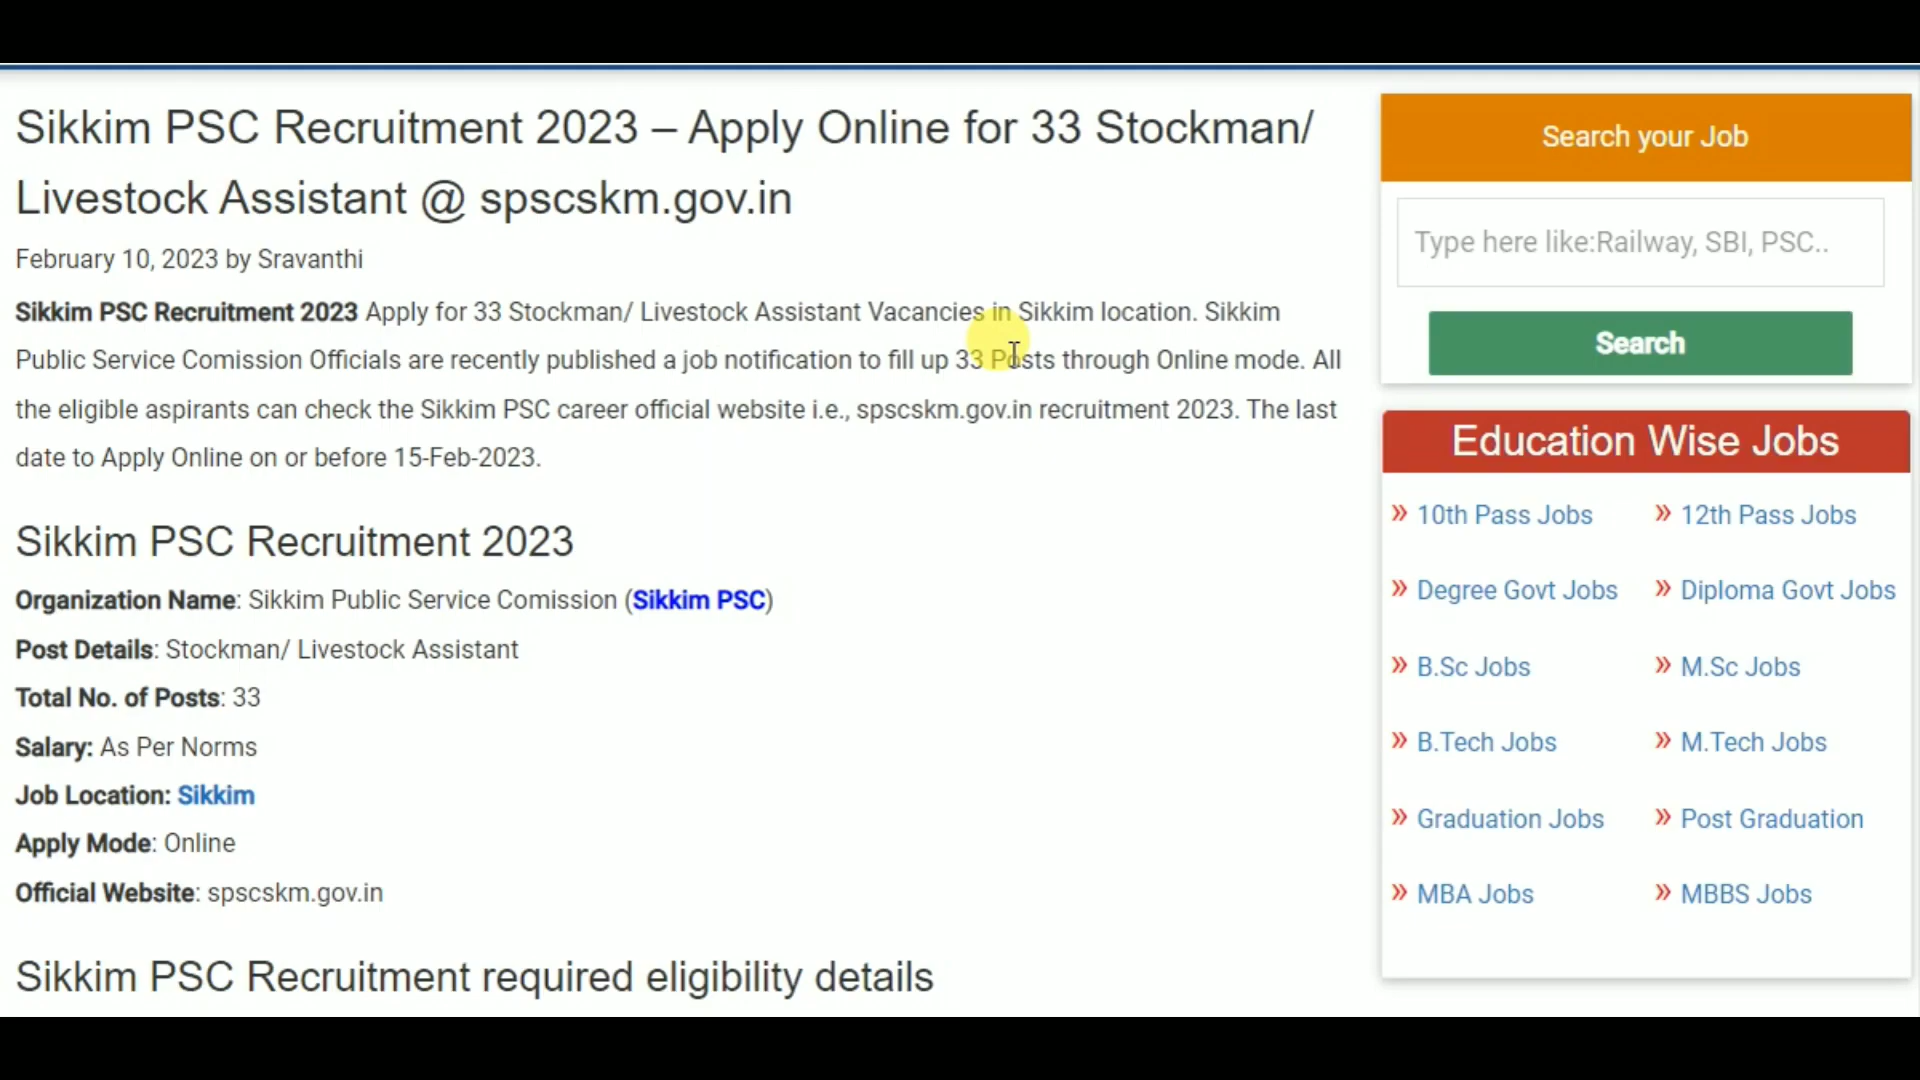 Sikkim PSC Recruitment 2023 – Apply Online for 33 Stockman/
Livestock Assistant @ spscskm.gov.in
February 10, 2023 by Sravanthi
Sikkim PSC Recruitment 2023 Apply for 33 Stockman/ Livestock Assistant Vacancies in Sikkim location. Sikkim
Public Service Comission Officials are recently published a job notification to fill up 33 Posts through Online mode. All
the eligible aspirants can check the Sikkim PSC career official website i.e., spscskm.gov.in recruitment 2023. The last
date to Apply Online on or before 15-Feb-2023.
Sikkim PSC Recruitment 2023
Organization Name: Sikkim Public Service Comission (Sikkim PSC)
Post Details: Stockman/ Livestock Assistant
Total No. of Posts: 33
Salary: As Per Norms
Job Location: Sikkim
Apply Mode: Online
Official Website: spscskm.gov.in
Sikkim PSC Recruitment required eligibility details
Search your Job
Type here like:Railway, SBI, PSC..
Search
Education Wise Jobs
» 10th Pass Jobs » 12th Pass Jobs
» Degree Govt Jobs » Diploma Govt Jobs
» B.Sc Jobs » M.Sc Jobs
» B.Tech Jobs » M.Tech Jobs
» Graduation Jobs » Post Graduation
» MBA Jobs » MBBS Jobs